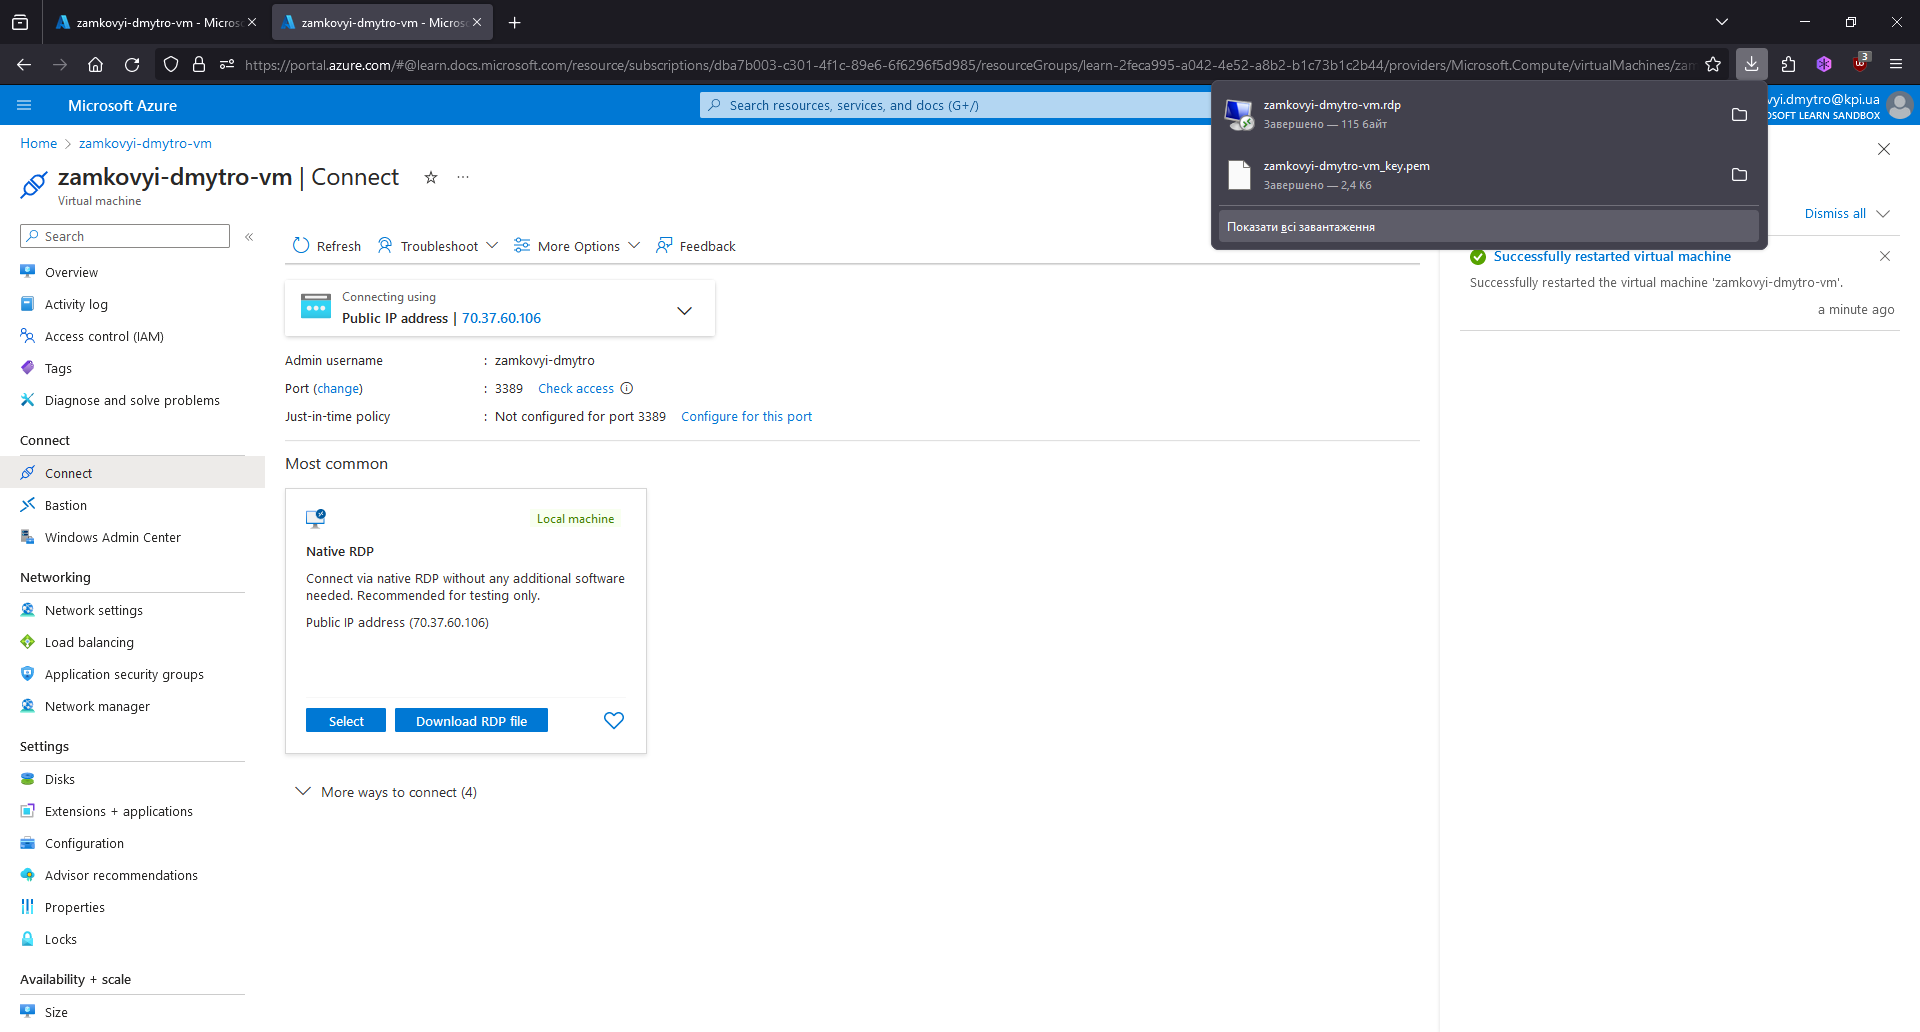 zamkovyi-dmytro-vm - Micros
zamkovyi-dmytro-vm - Micros
https://portal.azure.com/#@learn.docs.microsoft.com/resource/subscriptions/dba7b003-c301-4f1c-89e6-6f6296f5d985/resourceGroups/learn-2feca995-a042-4e52-a8b2-b1c73b1c2b44/providers/Microsoft.Compute/virtualMachines/zam
3
Microsoft Azure
Search resources, services, and docs (G+/)
vyi.dmytro@kpi.ua
OSOFT LEARN SANDBOX
zamkovyi-dmytro-vm.rdp
Завершено — 115 байт
zamkovyi-dmytro-vm_key.pem
Завершено — 2,4 Кб
Показати всі завантаження
Home
zamkovyi-dmytro-vm
zamkovyi-dmytro-vm | Connect
Virtual machine
Search
Overview
Activity log
Access control (IAM)
Tags
Diagnose and solve problems
Connect
Connect
Bastion
Windows Admin Center
Networking
Network settings
Load balancing
Application security groups
Network manager
Settings
Disks
Extensions + applications
Configuration
Advisor recommendations
Properties
Locks
Availability + scale
Size
Refresh
Troubleshoot
More Options
Feedback
Connecting using
Public IP address | 70.37.60.106
Admin username : zamkovyi-dmytro
Port (change) : 3389 Check access
Just-in-time policy : Not configured for port 3389 Configure for this port
Most common
Local machine
Native RDP
Connect via native RDP without any additional software
needed. Recommended for testing only.
Public IP address (70.37.60.106)
Select
Download RDP file
More ways to connect (4)
Dismiss all
Successfully restarted virtual machine
Successfully restarted the virtual machine 'zamkovyi-dmytro-vm'.
a minute ago